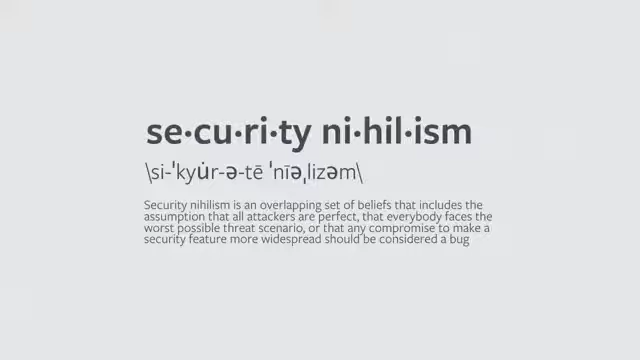 se·cu·ri·ty ni·hil·ism
\si-ˈkyu̇r-ə-tē ˈnīəˌlizəm\
Security nihilism is an overlapping set of beliefs that includes the
assumption that all attackers are perfect, that everybody faces the
worst possible threat scenario, or that any compromise to make a
security feature more widespread should be considered a bug